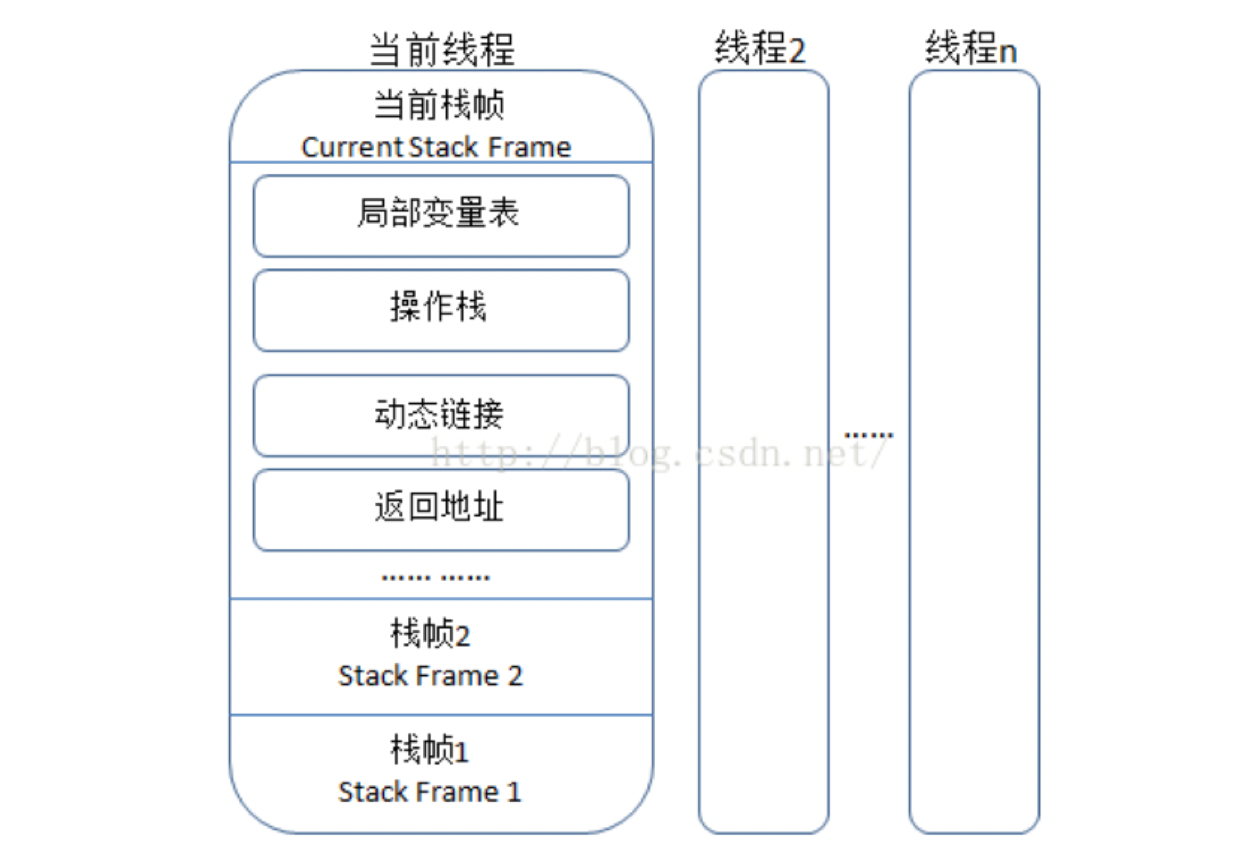 当前线程
线程2
线程n
当前栈帧
Current Stack Frame
局部变量表
操作栈
动态链接
http://blog.csdn.net/
……
返回地址
…… ……
栈帧2
Stack Frame 2
栈帧1
Stack Frame 1